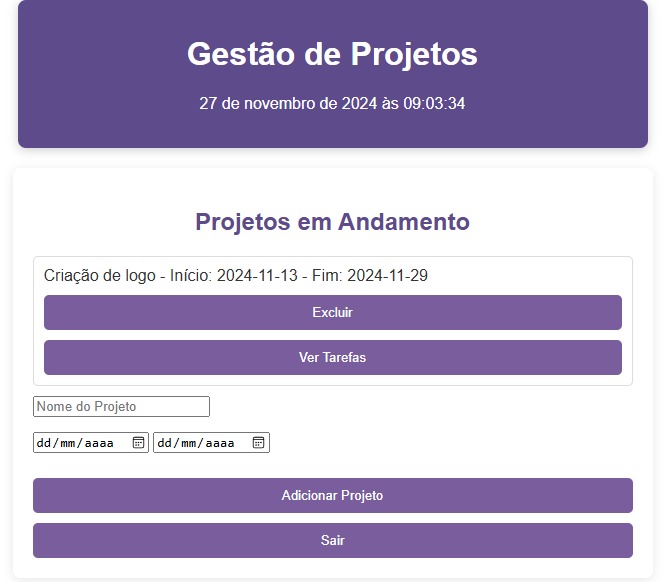 Gestão de Projetos
27 de novembro de 2024 às 09:03:34
Projetos em Andamento
Criação de logo - Início: 2024-11-13 - Fim: 2024-11-29
Excluir
Ver Tarefas
Nome do Projeto
dd/mm/aaaa dd/mm/aaaa
Adicionar Projeto
Sair